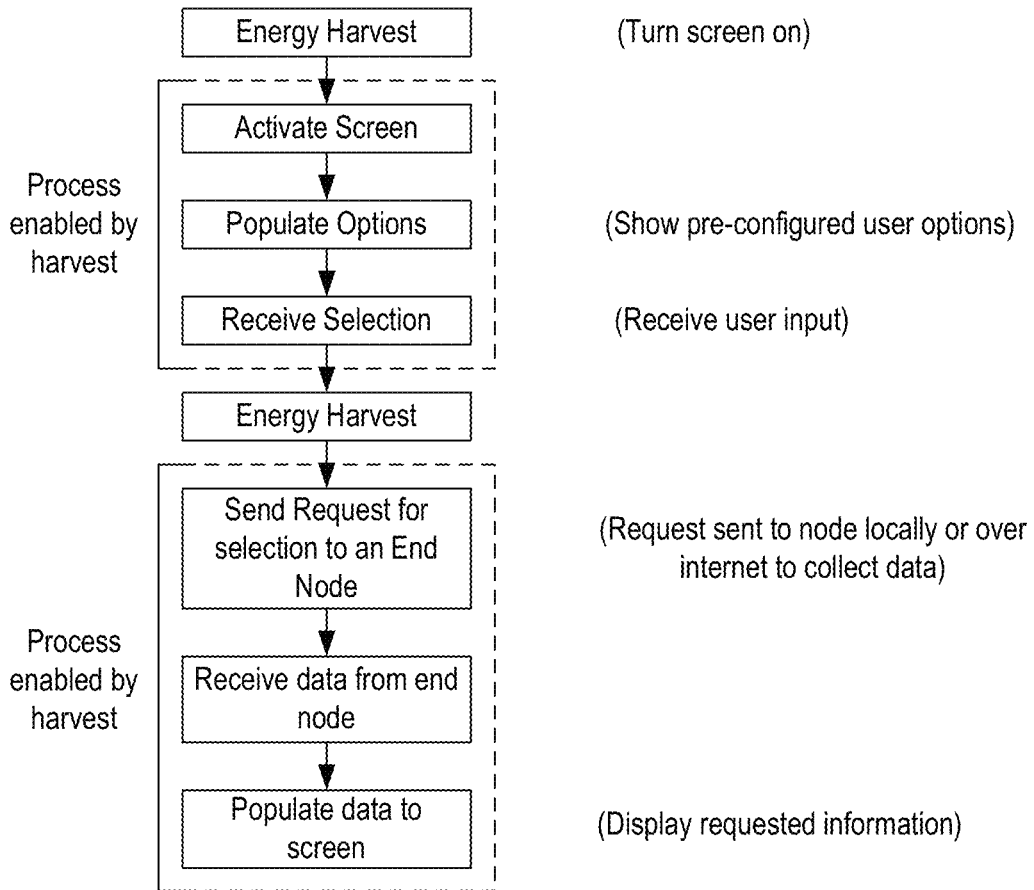 Energy Harvest
(Turn screen on)
Activate Screen
Process
enabled by
harvest
Populate Options
(Show pre-configured user options)
Receive Selection
(Receive user input)
Energy Harvest
Send Request for
selection to an End
Node
(Request sent to node locally or over
internet to collect data)
Process
enabled by
harvest
Receive data from end
node
Populate data to
screen
(Display requested information)